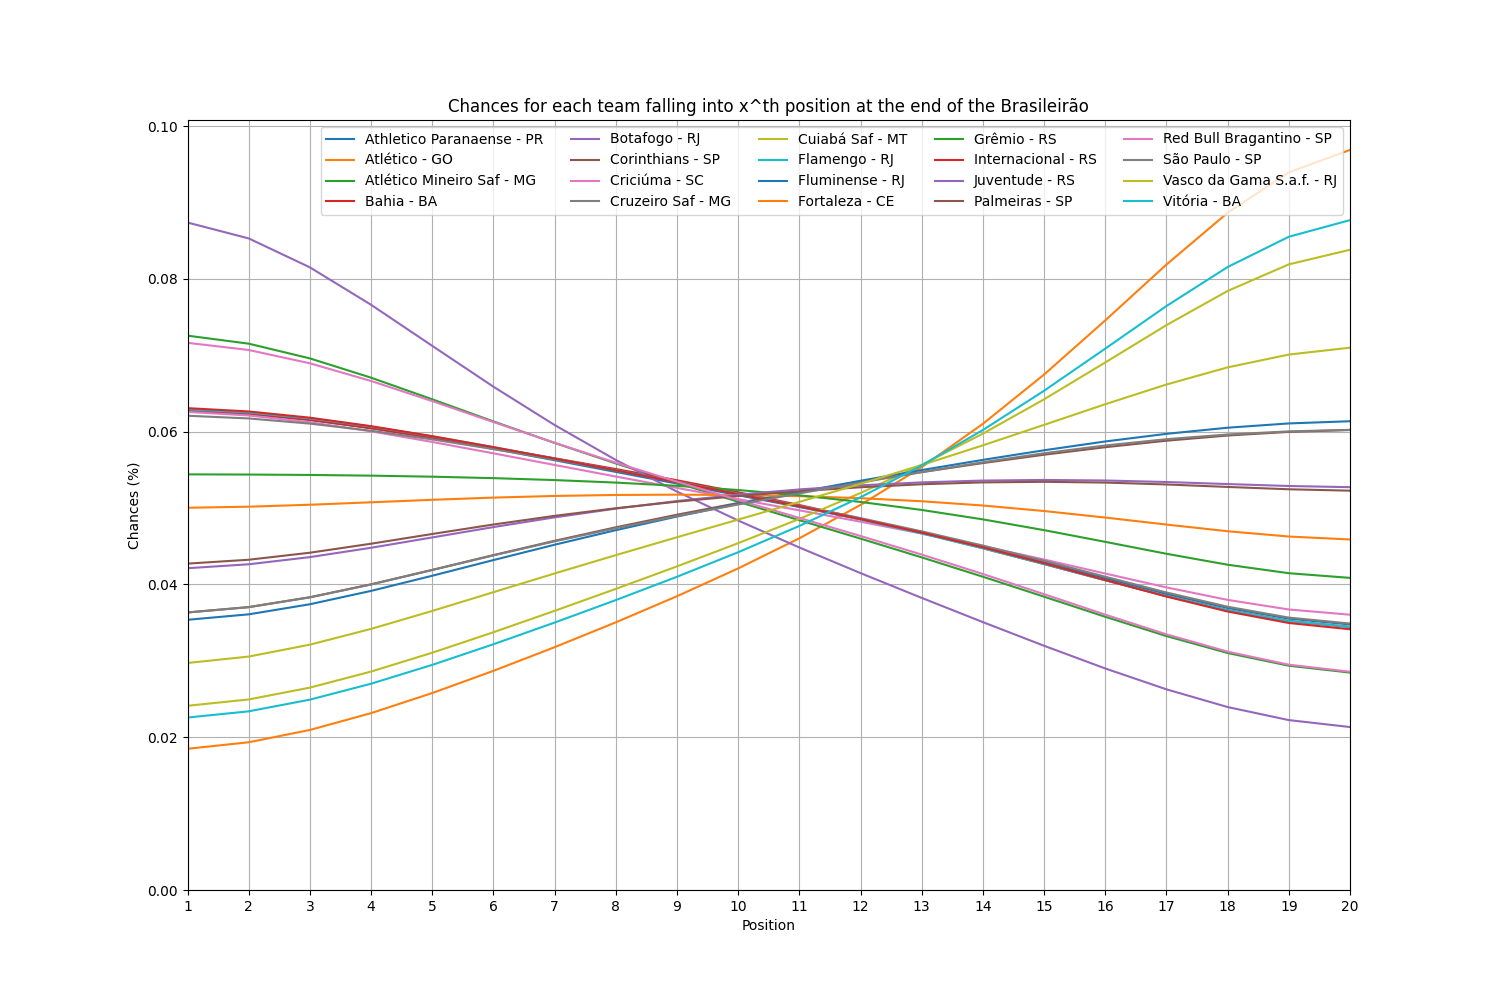 Chances for each team falling into x^th position at the end of the Brasileirão
Athletico Paranaense - PR
Atlético - GO
Atlético Mineiro Saf - MG
Bahia - BA
Botafogo - RJ
Corinthians - SP
Criciúma - SC
Cruzeiro Saf - MG
Cuiabá Saf - MT
Flamengo - RJ
Fluminense - RJ
Fortaleza - CE
Grêmio - RS
Internacional - RS
Juventude - RS
Palmeiras - SP
Red Bull Bragantino - SP
São Paulo - SP
Vasco da Gama S.a.f. - RJ
Vitória - BA
Chances (%)
0.10
0.08
0.06
0.04
0.02
0.00
1 2 3 4 5 6 7 8 9 10 11 12 13 14 15 16 17 18 19 20
Position